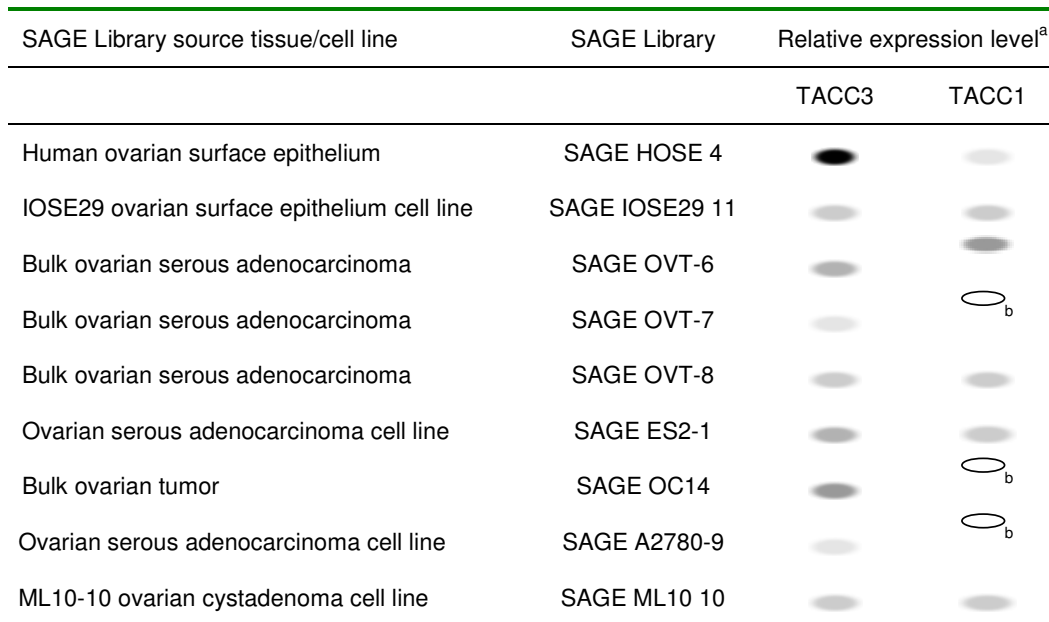 SAGE Library source tissue/cell line SAGE Library Relative expression levelᵃ
TACC3 TACC1
Human ovarian surface epithelium SAGE HOSE 4
IOSE29 ovarian surface epithelium cell line SAGE IOSE29 11
Bulk ovarian serous adenocarcinoma SAGE OVT-6
Bulk ovarian serous adenocarcinoma SAGE OVT-7 b
Bulk ovarian serous adenocarcinoma SAGE OVT-8
Ovarian serous adenocarcinoma cell line SAGE ES2-1
Bulk ovarian tumor SAGE OC14 b
Ovarian serous adenocarcinoma cell line SAGE A2780-9 b
ML10-10 ovarian cystadenoma cell line SAGE ML10 10